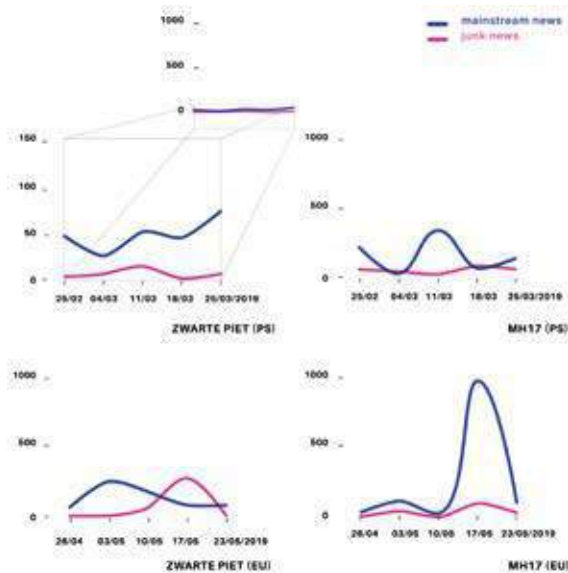 mainstream news
junk news
1000
500
0
150
100
50
0
25/02 04/03 11/03 18/03 25/03/2019
ZWARTE PIET (PS)
1000
500
0
25/02 04/03 11/03 18/03 25/03/2019
MH17 (PS)
1000
500
0
26/04 03/05 10/05 17/05 23/05/2019
ZWARTE PIET (EU)
1000
500
0
26/04 03/05 10/05 17/05 23/05/2019
MH17 (EU)